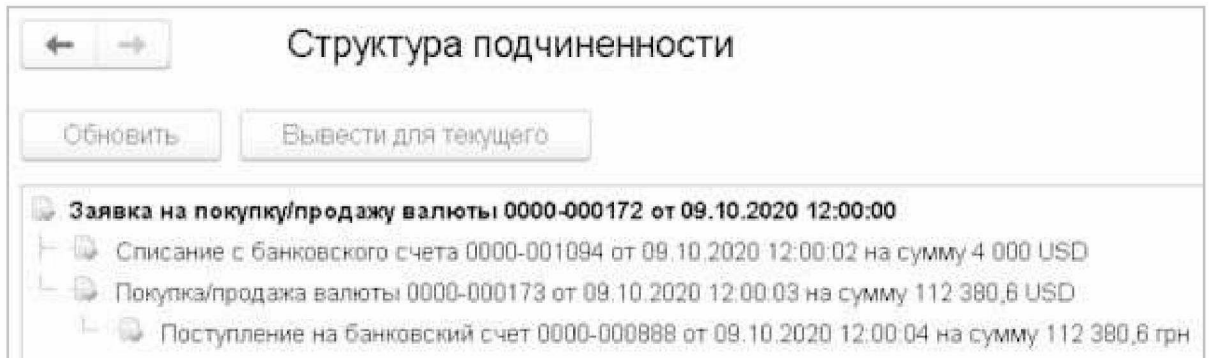 Структура подчиненности
Обновить Вывести для текущего
Заявка на покупку/продажу валюты 0000-000172 от 09.10.2020 12:00:00
Списание с банковского счета 0000-001094 от 09.10.2020 12:00:02 на сумму 4 000 USD
Покупка/продажа валюты 0000-000173 от 09.10.2020 12:00:03 на сумму 112 380,6 USD
Поступление на банковский счет 0000-000888 от 09.10.2020 12:00:04 на сумму 112 380,6 грн